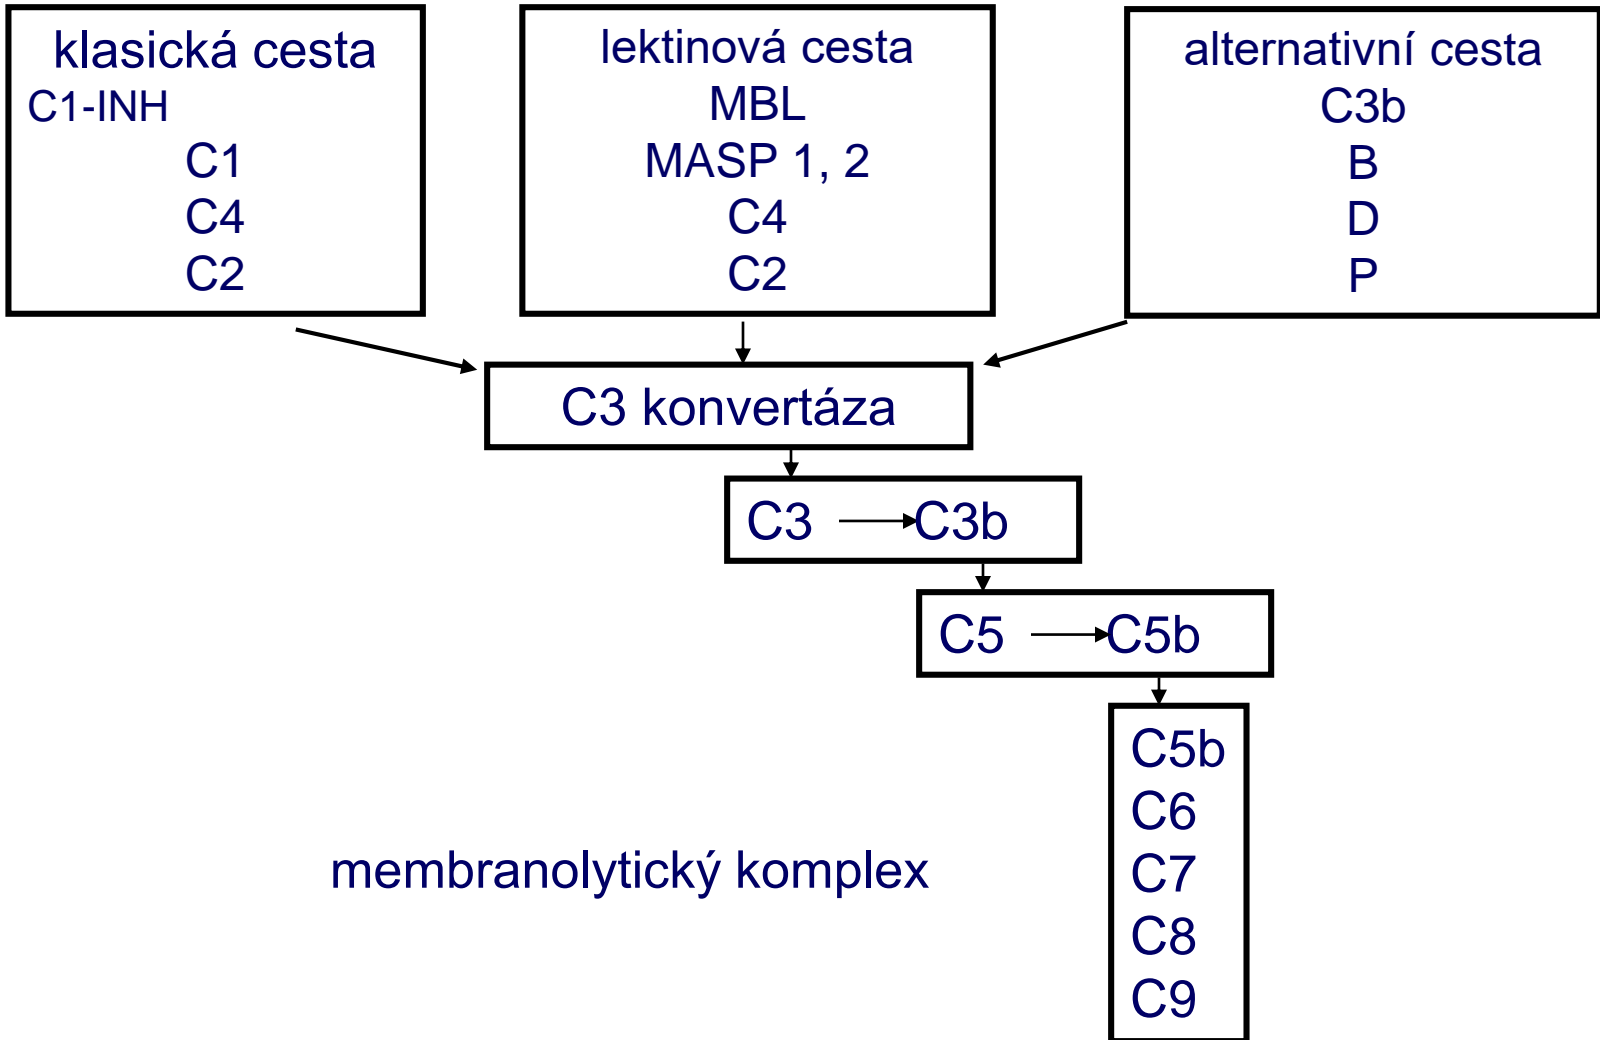 klasická cesta
C1-INH
C1
C4
C2
lektinová cesta
MBL
MASP 1, 2
C4
C2
alternativní cesta
C3b
B
D
P
C3 konvertáza
C3 C3b
C5 C5b
membranolytický komplex
C5b
C6
C7
C8
C9